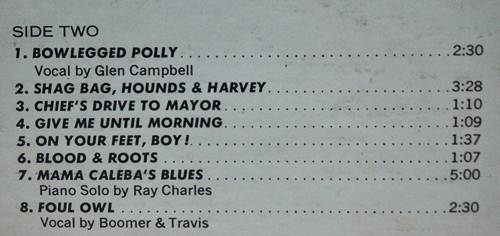 SIDE TWO
1. BOWLEGGED POLLY 2:30
Vocal by Glen Campbell
2. SHAG BAG, HOUNDS & HARVEY 3:28
3. CHIEF'S DRIVE TO MAYOR 1:10
4. GIVE ME UNTIL MORNING 1:09
5. ON YOUR FEET, BOY! 1:37
6. BLOOD & ROOTS 1:07
7. MAMA CALEBA'S BLUES 5:00
Piano Solo by Ray Charles
8. FOUL OWL 2:30
Vocal by Boomer & Travis